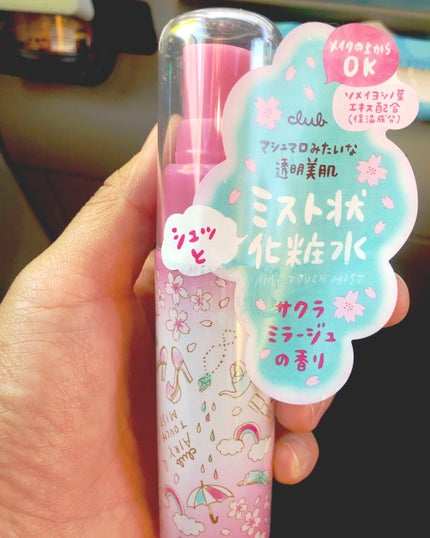 メイクの上から
OK
ソメイヨシノ葉
エキス配合
(保湿成分)
club
マシュマロみたいな
透明美肌
ミスト状
化粧水
AIRY TOUCH MIST
シュッ
と
サクラ
ミラージュ
の香り
club
AIRY
TOUCH
MIST